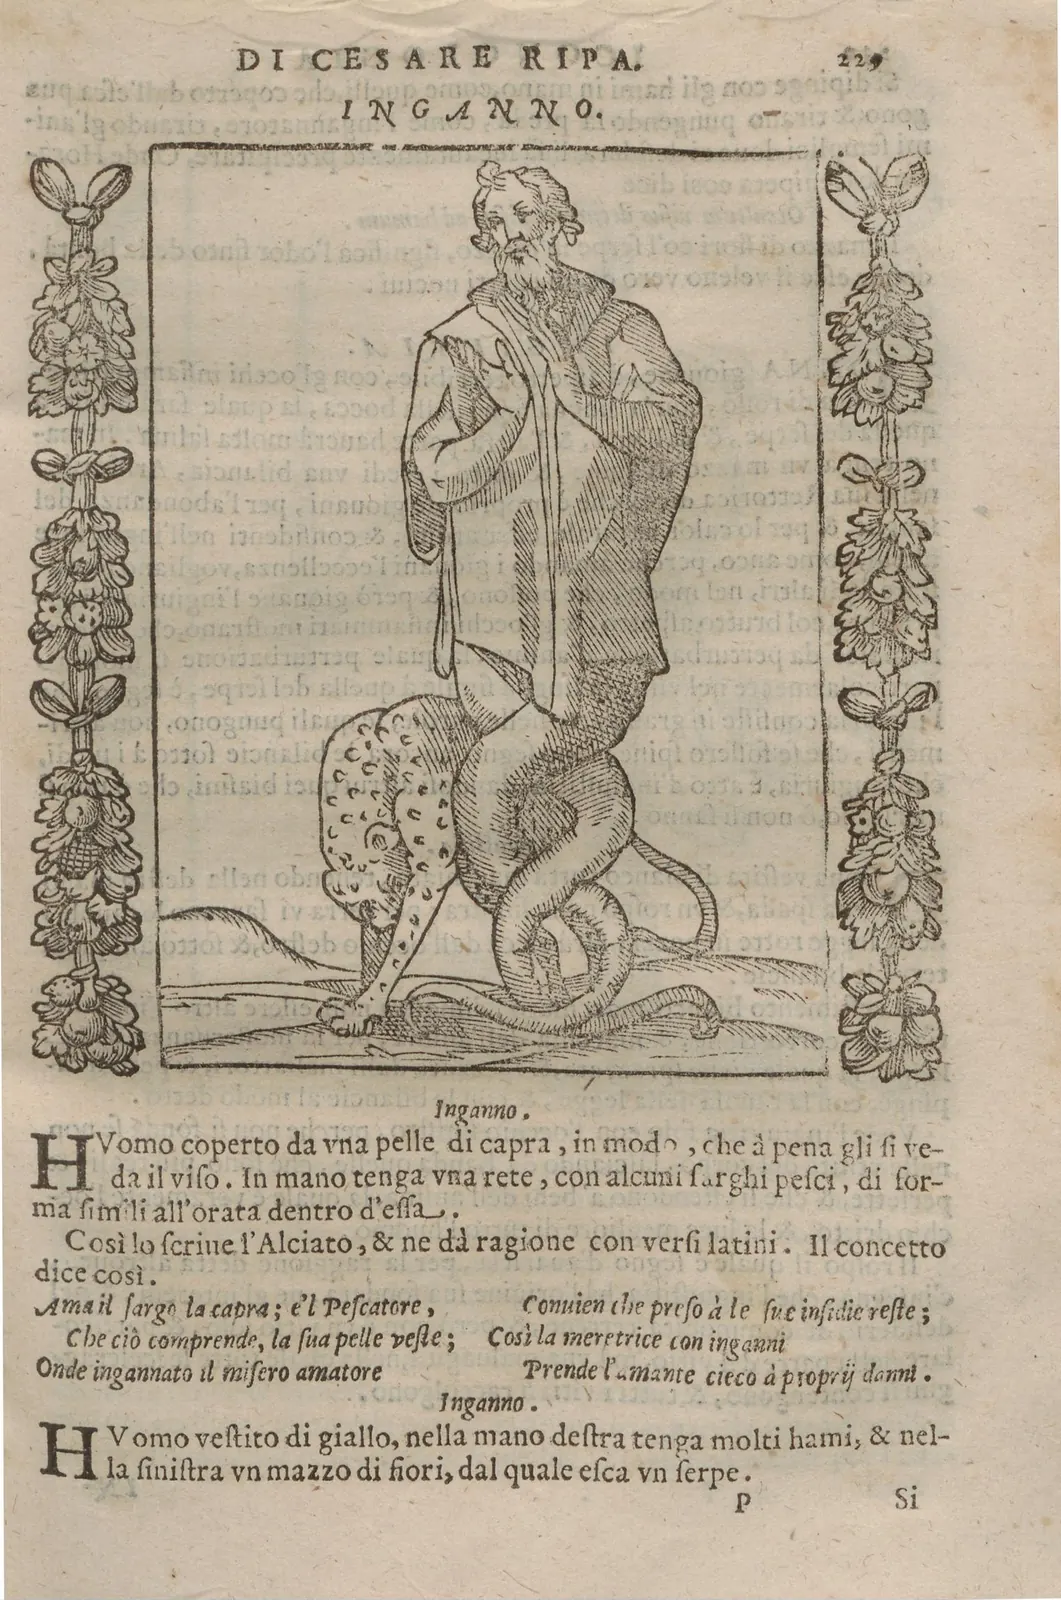 DI CESARE RIPA. 229
INGANNO.
Inganno.
HVomo coperto da vna pelle di capra, in modo, che à pena gli ſi ve-
da il viſo. In mano tenga vna rete, con alcuni ſarghi peſci, di for-
ma ſimili all'orata dentro d'eſſa.
Così lo ſcriue l'Alciato, & ne dà ragione con verſi latini. Il concetto
dice così.
Ama il ſargo la capra; e'l Peſcatore,
Che ciò comprende, la ſua pelle veſte;
Onde ingannato il miſero amatore
Conuien che preſo à le ſue inſidie reſte;
Così la meretrice con inganni
Prende l'amante cieco à proprij danni.
Inganno.
HVomo veſtito di giallo, nella mano deſtra tenga molti hami, & nel-
la ſiniſtra vn mazzo di fiori, dal quale eſca vn ſerpe.
P Si